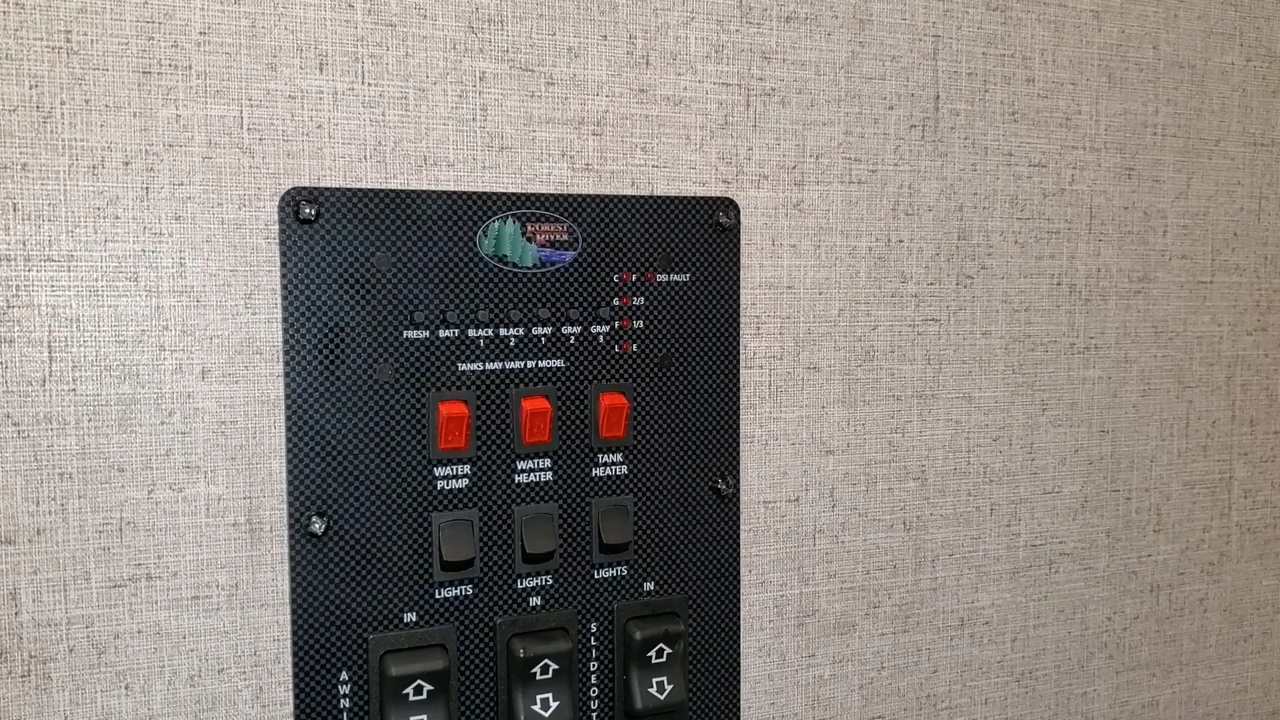 FOREST
RIVER
C F DSI FAULT
G 2/3
F 1/3
L E
FRESH BATT BLACK 1 BLACK 2 GRAY 1 GRAY 2 GRAY 3
TANKS MAY VARY BY MODEL
WATER PUMP
WATER HEATER
TANK HEATER
LIGHTS
LIGHTS
LIGHTS
IN
IN
IN
SLIDEOUT